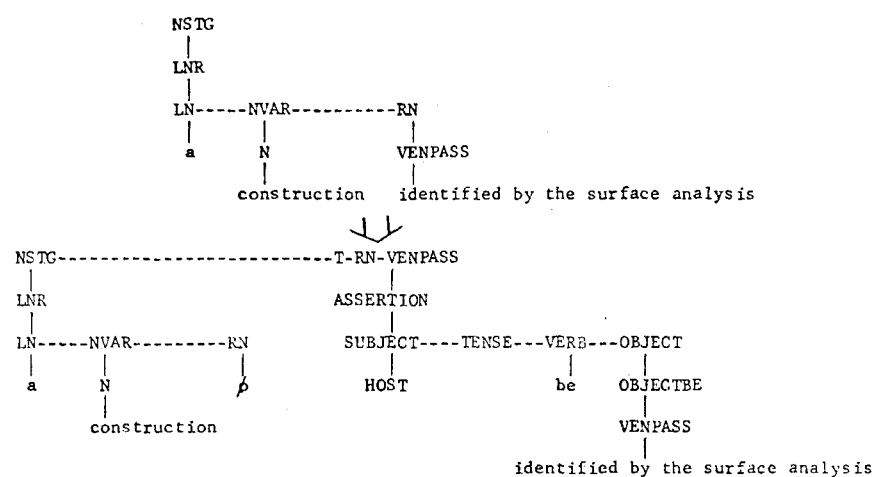 NSTG
LNR
LN-----NVAR-----------RN
a N VENPASS
construction identified by the surface analysis
NSTG-----------------------------T-RN-VENPASS
LNR ASSERTION
LN-----NVAR-----------RN SUBJECT----TENSE---VERB---OBJECT
a N ∅ HOST be OBJECTBE
construction VENPASS
identified by the surface analysis